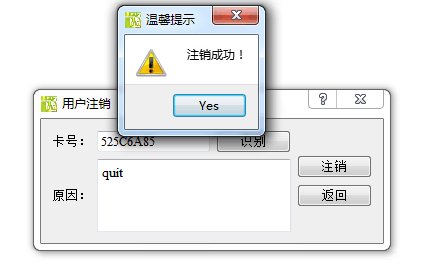 温馨提示
注销成功！
Yes
用户注销
卡号： 525C6A85 识别
原因： quit
注销
返回